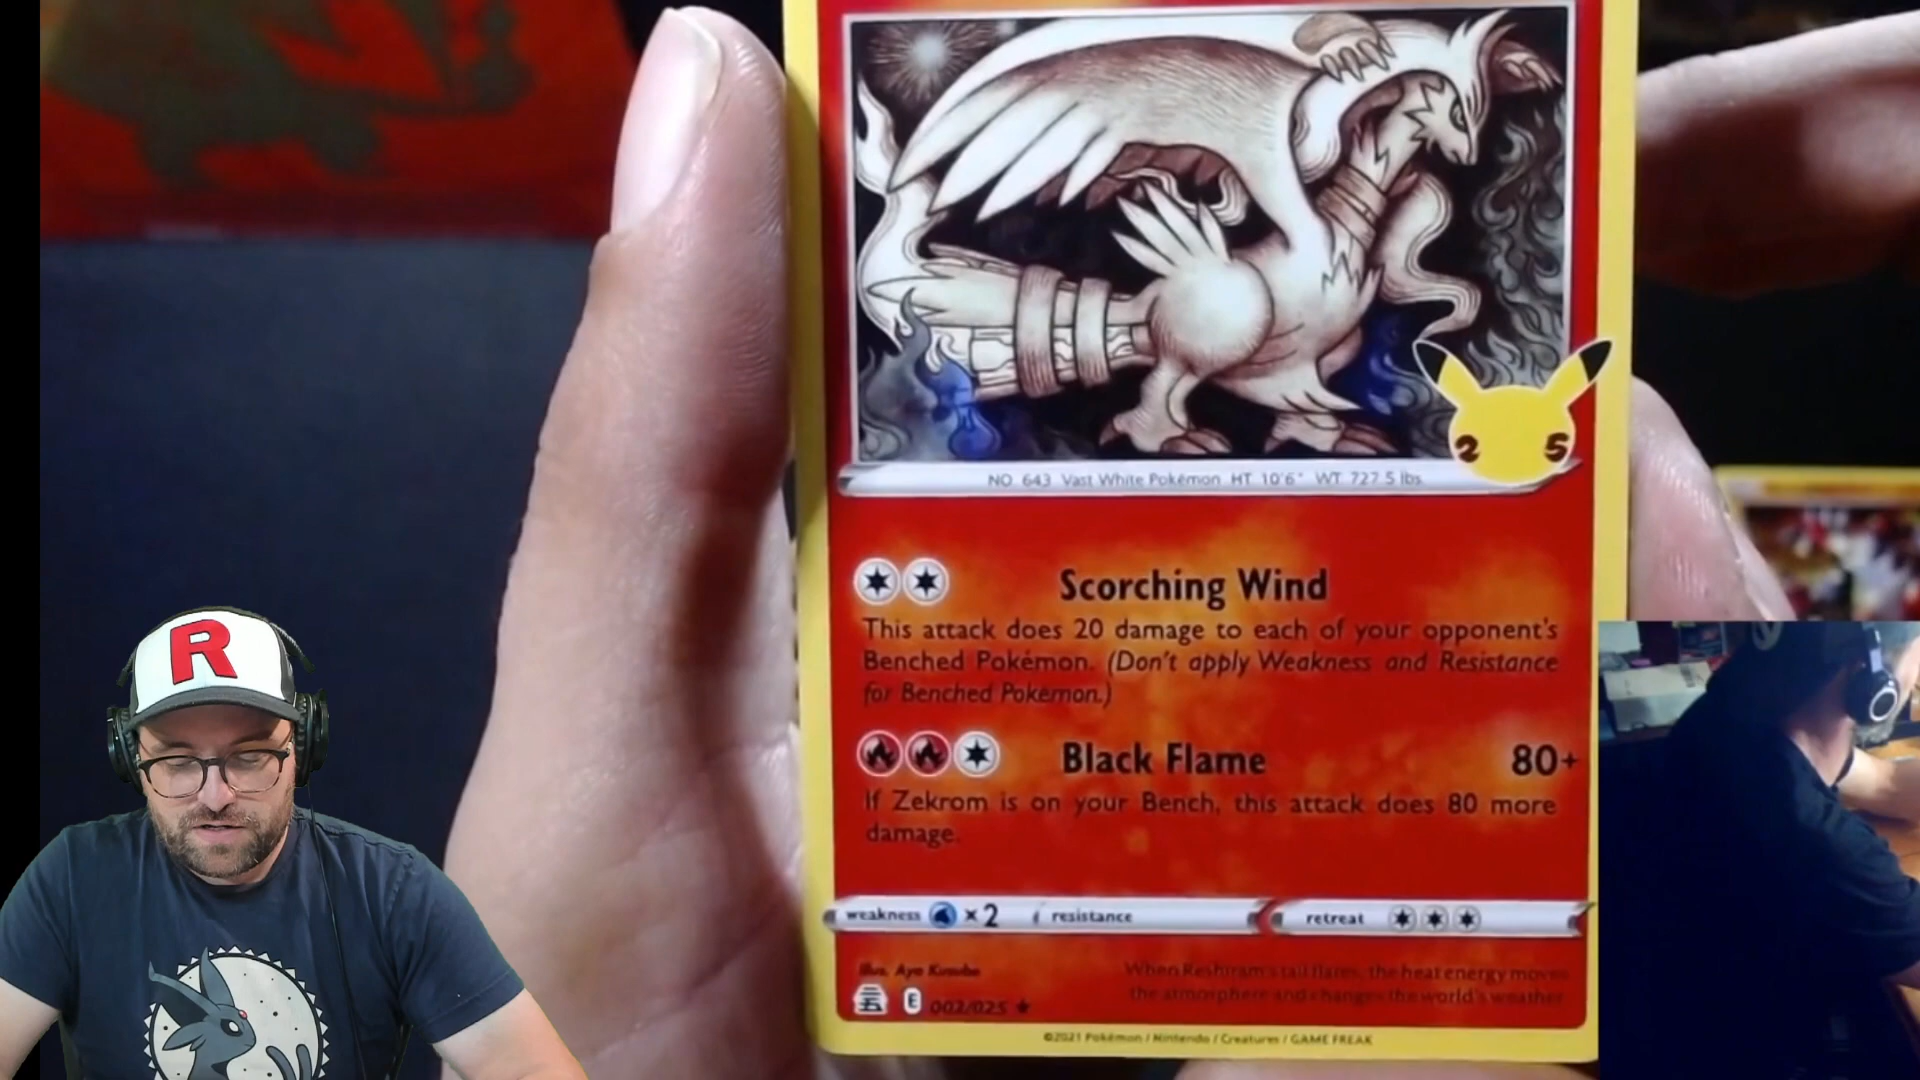 25
NO. 643 Vast White Pokémon HT 10'6" WT 727.5 lbs.
Scorching Wind
This attack does 20 damage to each of your opponent's
Benched Pokémon. (Don't apply Weakness and Resistance
for Benched Pokémon.)
Black Flame 80+
If Zekrom is on your Bench, this attack does 80 more
damage.
weakness ×2 resistance retreat
Illus. Ayo Kusube
When Reshiram's tail flares, the heat energy moves
the atmosphere and changes the world's weather.
E 002/025 ★
©2021 Pokémon / Nintendo / Creatures / GAME FREAK
R